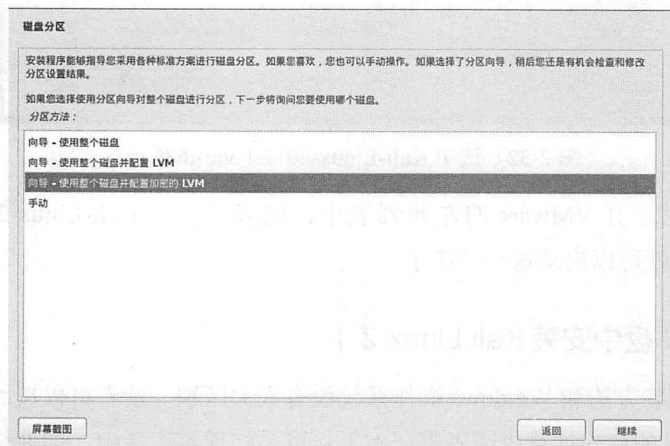 磁盘分区
安装程序能够指导您采用各种标准方案进行磁盘分区。如果您喜欢，您也可以手动操作。如果选择了分区向导，稍后您还是有机会检查和修改
分区设置结果。
如果您选择使用分区向导对整个磁盘进行分区，下一步将询问您要使用哪个磁盘。
分区方法：
向导 - 使用整个磁盘
向导 - 使用整个磁盘并配置 LVM
向导 - 使用整个磁盘并配置加密的 LVM
手动
屏幕截图
返回
继续